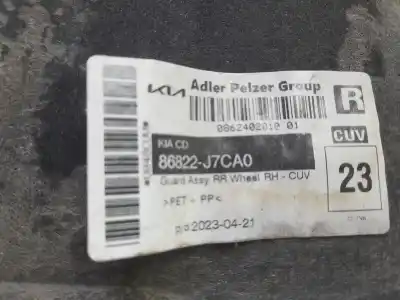 KIA Adler Pelzer Group
R
0862402010 01
KIA CD
86822-J7CA0
CUV
Guard Assy RR Wheel RH - CUV
23
>PET + PP<
p:2023-04-21